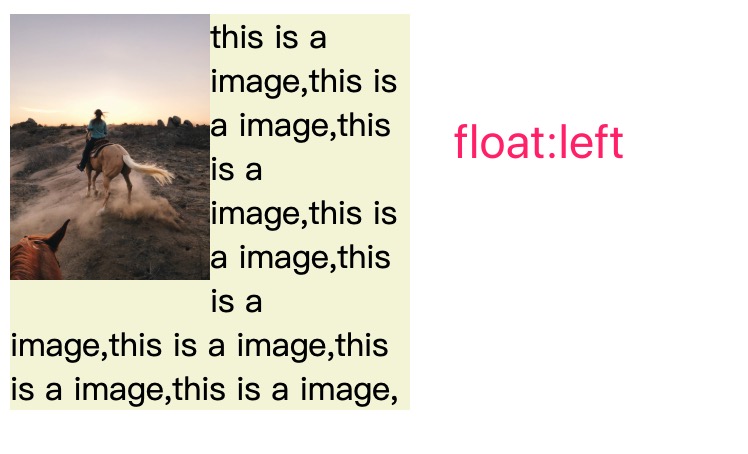 this is a
image,this is
a image,this
is a
image,this is
a image,this
is a
image,this is a image,this
is a image,this is a image,
float:left